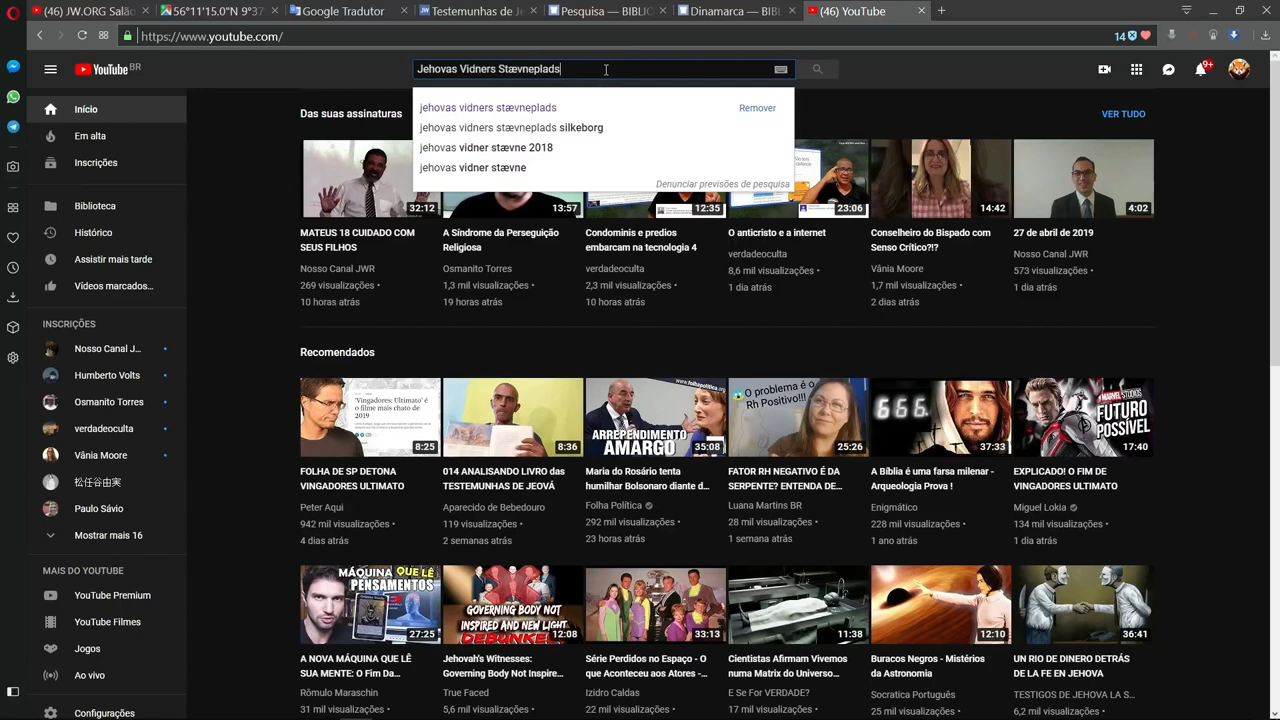 (46) JW.ORG-Salão
56°11'15.0"N 9°37
Google Tradutor
Testemunhas de J
Pesquisa — BIBLIO
Dinamarca — BIBL
(46) YouTube
https://www.youtube.com/
14
YouTube BR
Jehovas Vidners Stævneplads
9+
jehovas vidners stævneplads
Remover
jehovas vidners stævneplads silkeborg
jehovas vidner stævne 2018
jehovas vidner stævne
Denunciar previsões de pesquisa
Início
Em alta
Inscrições
Biblioteca
Histórico
Assistir mais tarde
Vídeos marcados...
INSCRIÇÕES
Nosso Canal J...
Humberto Volts
Osmanito Torres
verdadeoculta
Vânia Moore
松任谷由実
Eli Sávio
Mostrar mais 16
MAIS DO YOUTUBE
YouTube Premium
YouTube Filmes
Jogos
Ao vivo
Configurações
Das suas assinaturas
VER TUDO
32:12
13:57
12:35
23:06
14:42
4:02
MATEUS 18 CUIDADO COM
SEUS FILHOS
Nosso Canal JWR
269 visualizações •
10 horas atrás
A Síndrome da Perseguição
Religiosa
Osmanito Torres
1,3 mil visualizações •
19 horas atrás
Condominis e predios
embarcam na tecnologia 4
verdadeoculta
2,3 mil visualizações •
10 horas atrás
O anticristo e a internet
verdadeoculta
8,6 mil visualizações •
1 dia atrás
Conselheiro do Bispado com
Senso Crítico?!?
Vânia Moore
1,7 mil visualizações •
2 dias atrás
27 de abril de 2019
Nosso Canal JWR
573 visualizações •
1 dia atrás
Recomendados
'Vingadores: Ultimato' é
o filme mais chato de
2019
8:25
8:36
www.folhapolitica.org
ARREPENDIMENTO
AMARGO
35:08
O problema é o
Rh Positivo!!!
25:26
666
37:33
MARVEL STUDIOS
FUTURO
POSSÍVEL
17:40
FOLHA DE SP DETONA
VINGADORES ULTIMATO
Peter Aqui
942 mil visualizações •
4 dias atrás
014 ANALISANDO LIVRO das
TESTEMUNHAS DE JEOVÁ
Aparecido de Bebedouro
119 visualizações •
2 semanas atrás
Maria do Rosário tenta
humilhar Bolsonaro diante d...
Folha Política
292 mil visualizações •
23 horas atrás
FATOR RH NEGATIVO É DA
SERPENTE? ENTENDA DE...
Luana Martins BR
28 mil visualizações •
1 semana atrás
A Bíblia é uma farsa milenar -
Arqueologia Prova !
Enigmático
228 mil visualizações •
1 ano atrás
EXPLICADO! O FIM DE
VINGADORES ULTIMATO
Miguel Lokia
134 mil visualizações •
1 dia atrás
MÁQUINA QUE LÊ
PENSAMENTOS
27:25
GOVERNING BODY NOT
INSPIRED AND NEW LIGHT
DEBUNKED
12:08
33:13
11:38
12:10
36:41
A NOVA MÁQUINA QUE LÊ
SUA MENTE: O Fim Da...
Rômulo Maraschin
31 mil visualizações •
Jehovah's Witnesses:
Governing Body Not Inspire...
True Faced
5,6 mil visualizações •
Série Perdidos no Espaço - O
que Aconteceu aos Atores -...
Izidro Caldas
22 mil visualizações •
Cientistas Afirmam Vivemos
numa Matrix do Universo...
E Se For VERDADE?
17 mil visualizações •
Buracos Negros - Mistérios
da Astronomia
Socratica Português
25 mil visualizações •
UN RIO DE DINERO DETRÁS
DE LA FE EN JEHOVA
TESTIGOS DE JEHOVA LA S...
6,2 mil visualizações •